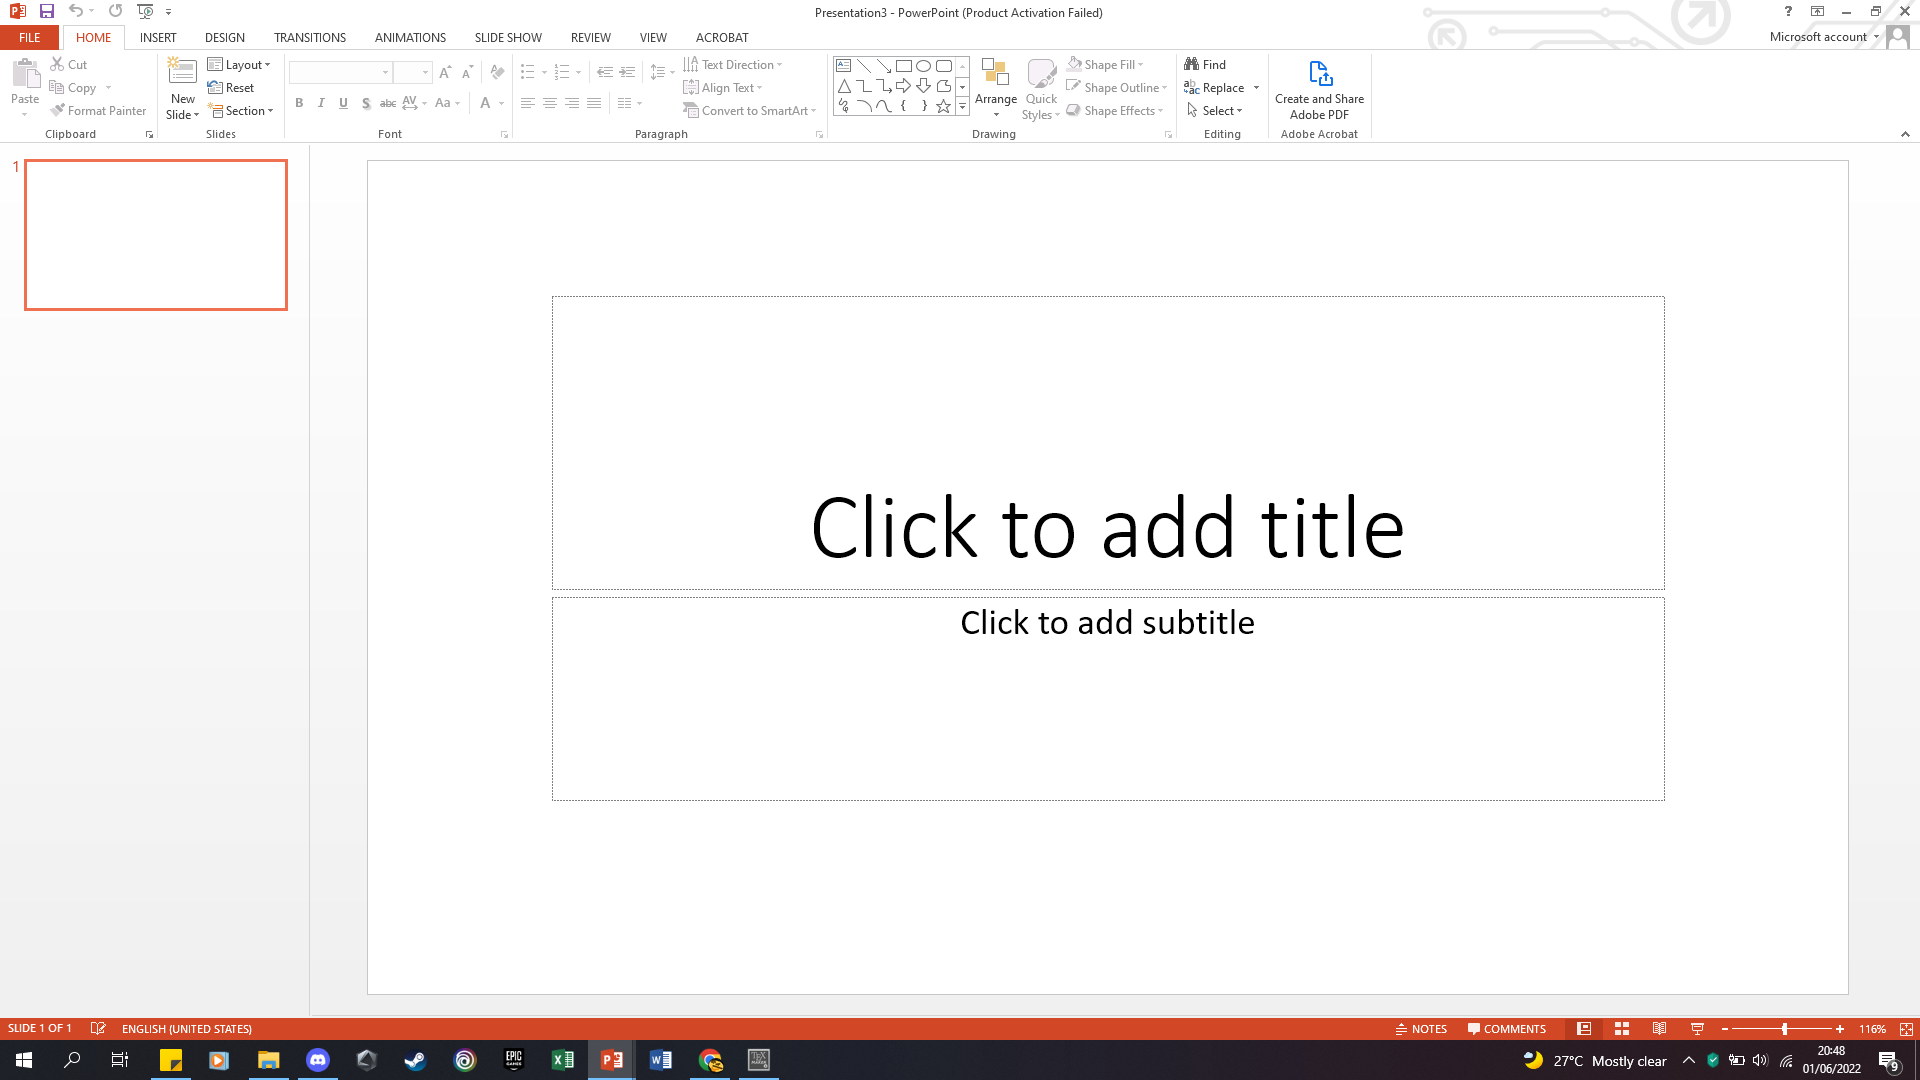 Presentation3 - PowerPoint (Product Activation Failed)
FILE HOME INSERT DESIGN TRANSITIONS ANIMATIONS SLIDE SHOW REVIEW VIEW ACROBAT Microsoft account
Paste
Cut
Copy
Format Painter
Clipboard
New
Slide
Layout
Reset
Section
Slides
B I U S abc AV Aa A
Font
Text Direction
Align Text
Convert to SmartArt
Paragraph
Arrange
Quick
Styles
Shape Fill
Shape Outline
Shape Effects
Drawing
Find
Replace
Select
Editing
Create and Share
Adobe PDF
Adobe Acrobat
1
Click to add title
Click to add subtitle
SLIDE 1 OF 1 ENGLISH (UNITED STATES) NOTES COMMENTS 116%
27°C Mostly clear
20:48
01/06/2022
9